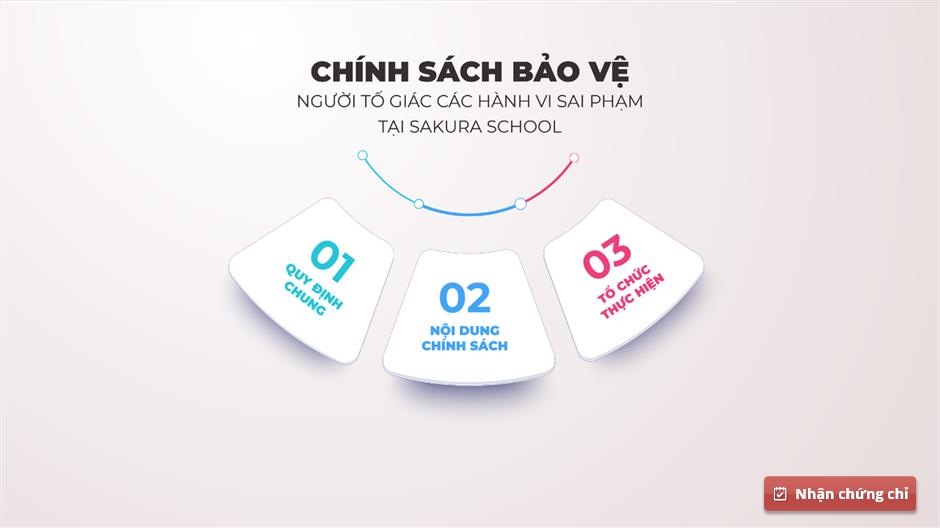 CHÍNH SÁCH BẢO VỆ
NGƯỜI TỐ GIÁC CÁC HÀNH VI SAI PHẠM
TẠI SAKURA SCHOOL
01
QUY ĐỊNH
CHUNG
02
NỘI DUNG
CHÍNH SÁCH
03
TỔ CHỨC
THỰC HIỆN
Nhận chứng chỉ